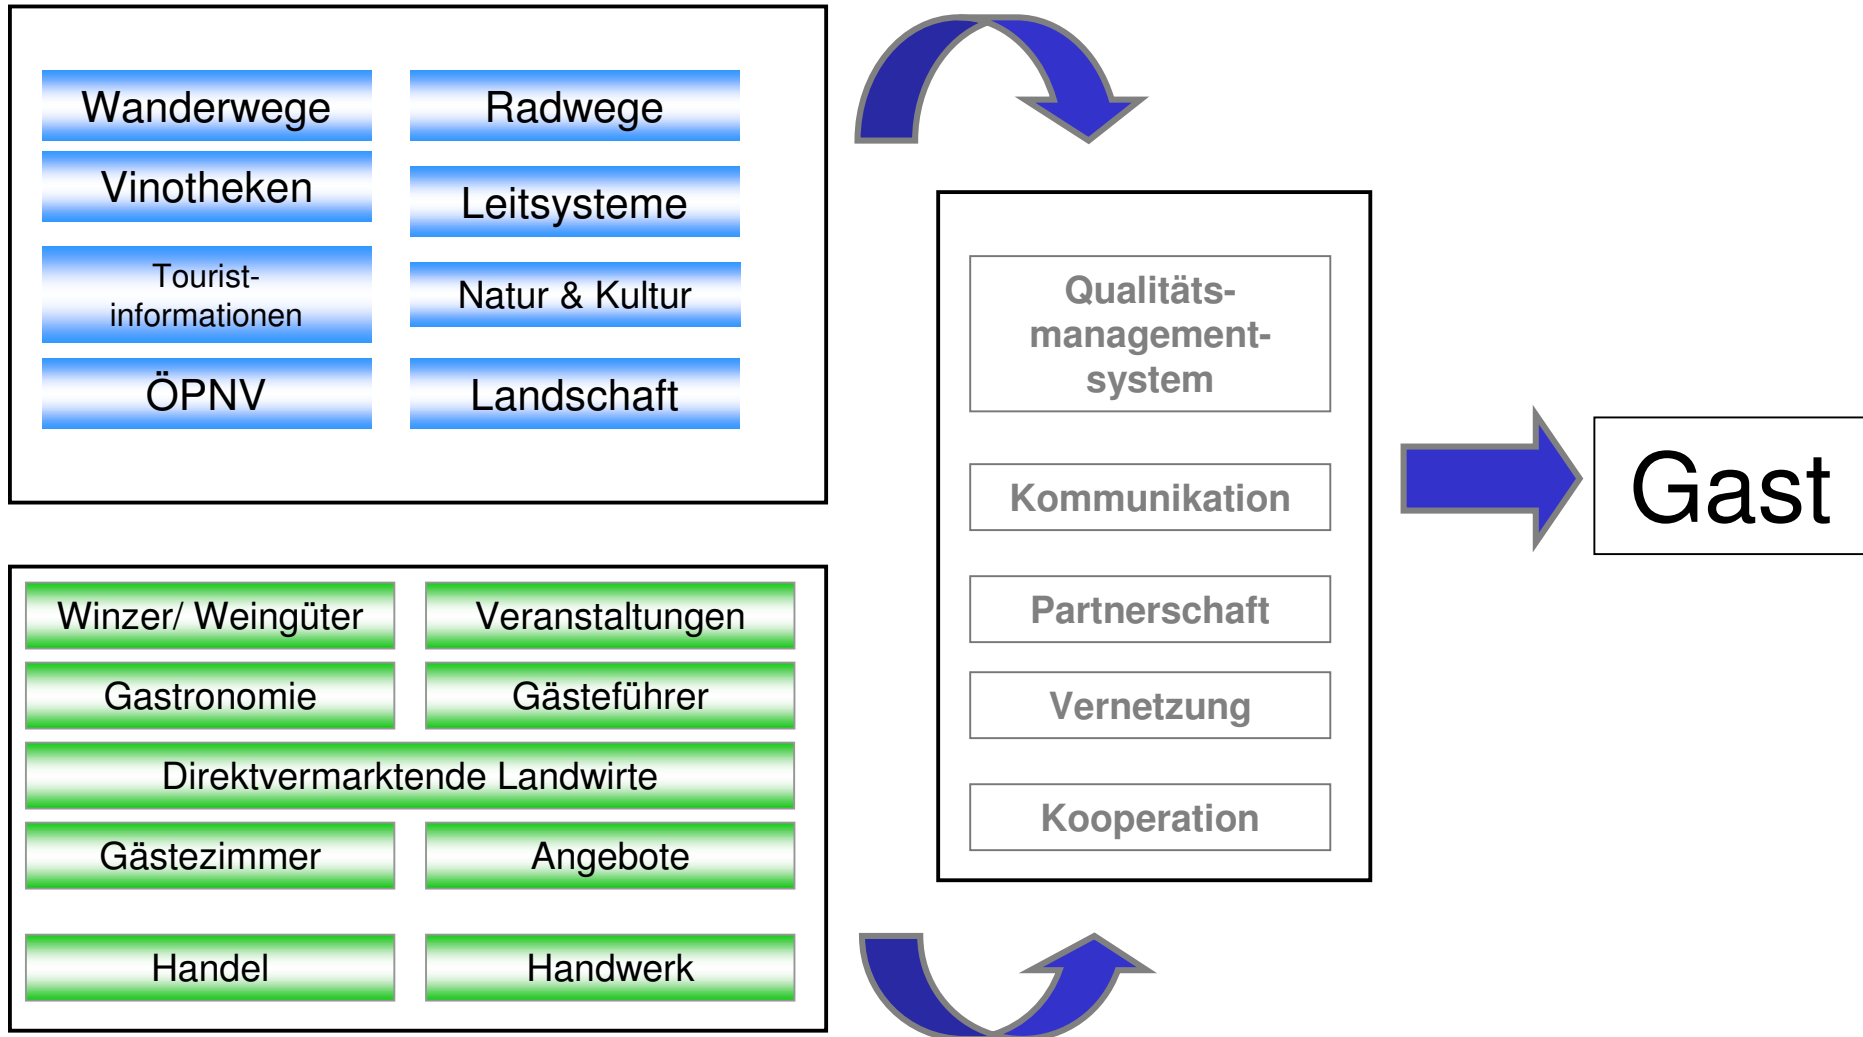 Wanderwege
Radwege
Vinotheken
Leitsysteme
Tourist-
informationen
Natur & Kultur
ÖPNV
Landschaft
Winzer/ Weingüter
Veranstaltungen
Gastronomie
Gästeführer
Direktvermarktende Landwirte
Gästezimmer
Angebote
Handel
Handwerk
Qualitäts-
management-
system
Kommunikation
Partnerschaft
Vernetzung
Kooperation
Gast